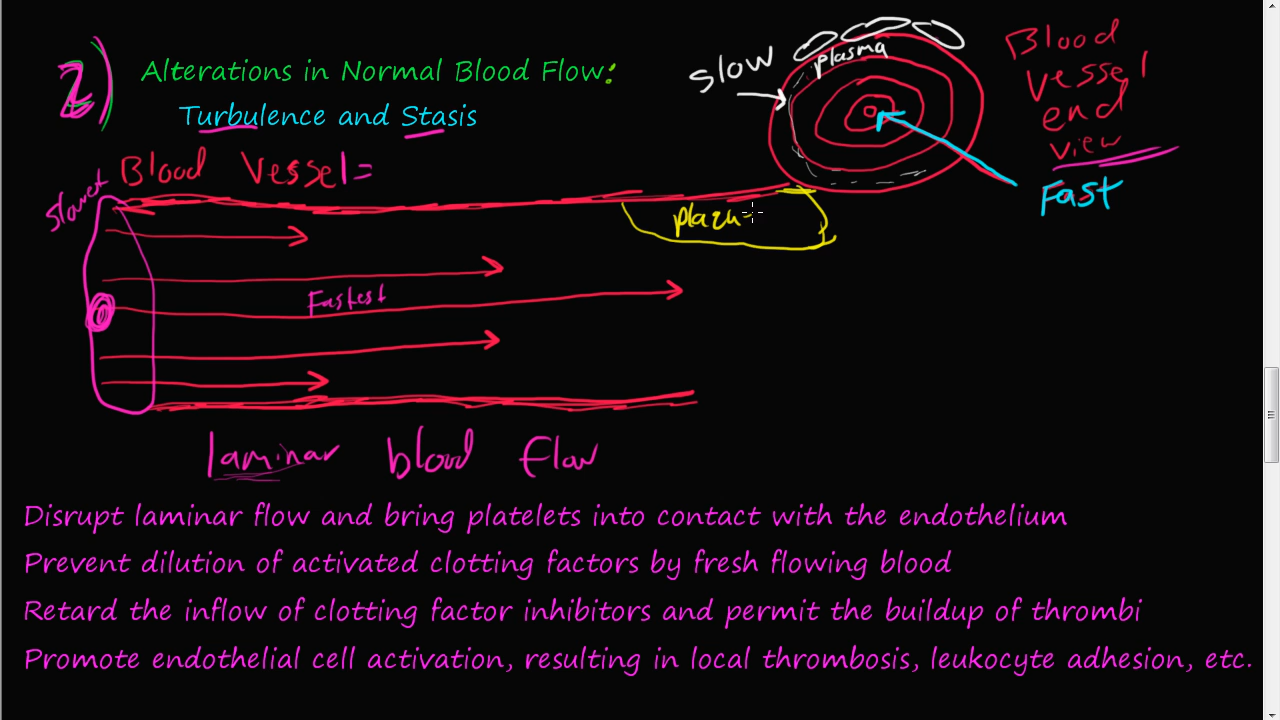 2)
Alterations in Normal Blood Flow:
Turbulence and Stasis
slow
plasma
Blood
vessel
end
view
Fast
slowest
Blood Vessel=
plaqu
Fastest
laminar blood flow
Disrupt laminar flow and bring platelets into contact with the endothelium
Prevent dilution of activated clotting factors by fresh flowing blood
Retard the inflow of clotting factor inhibitors and permit the buildup of thrombi
Promote endothelial cell activation, resulting in local thrombosis, leukocyte adhesion, etc.